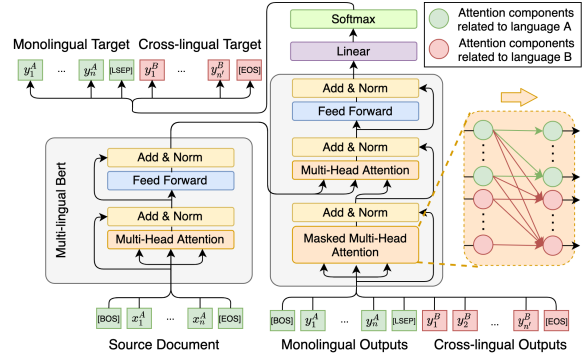 Softmax
Linear
Attention components
related to language A
Attention components
related to language B
Monolingual Target
Cross-lingual Target
y_1^A ... y_n^A [LSEP] y_1^B ... y_{n'}^B [EOS]
Add & Norm
Feed Forward
Add & Norm
Multi-Head Attention
Add & Norm
Masked Multi-Head
Attention
Multi-lingual Bert
Add & Norm
Feed Forward
Add & Norm
Multi-Head Attention
[BOS] x_1^A ... x_n^A [EOS]
Source Document
[BOS] y_1^A ... y_n^A [LSEP] y_1^B y_2^B ... y_{n'}^B [EOS]
Monolingual Outputs
Cross-lingual Outputs